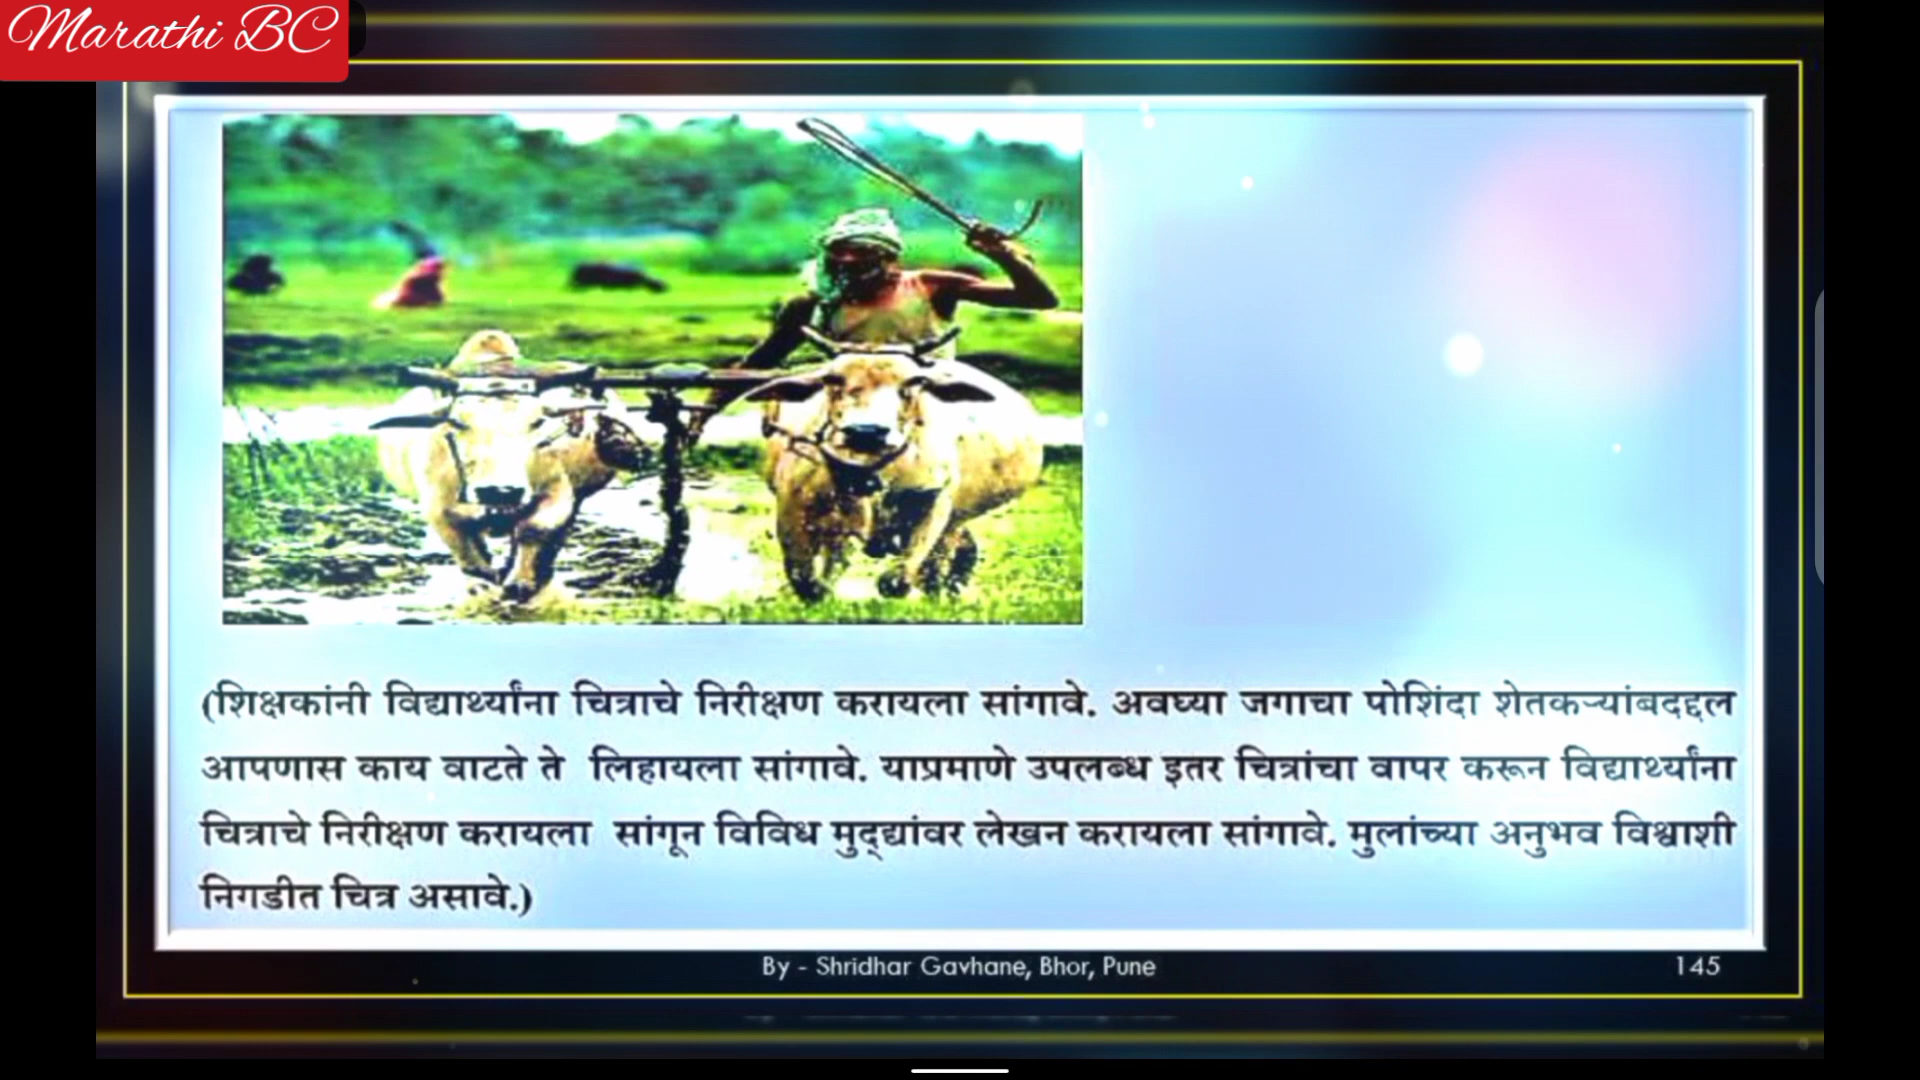 Marathi BC
(शिक्षकांनी विद्यार्थ्यांना चित्राचे निरीक्षण करायला सांगावे. अवघ्या जगाचा पोशिंदा शेतकऱ्यांबदद्दल
आपणास काय वाटते ते लिहायला सांगावे. याप्रमाणे उपलब्ध इतर चित्रांचा वापर करून विद्यार्थ्यांना
चित्राचे निरीक्षण करायला सांगून विविध मुद्द्यांवर लेखन करायला सांगावे. मुलांच्या अनुभव विश्वाशी
निगडीत चित्र असावे.)
By - Shridhar Gavhane, Bhor, Pune 145